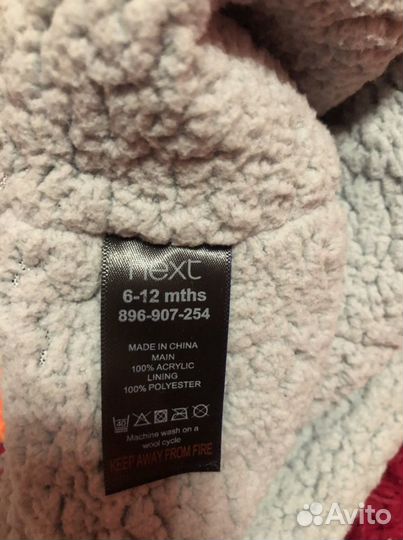 next
6-12 mths
896-907-254
MADE IN CHINA
MAIN
100% ACRYLIC
LINING
100% POLYESTER
Machine wash on a
wool cycle
KEEP AWAY FROM FIRE
Avito